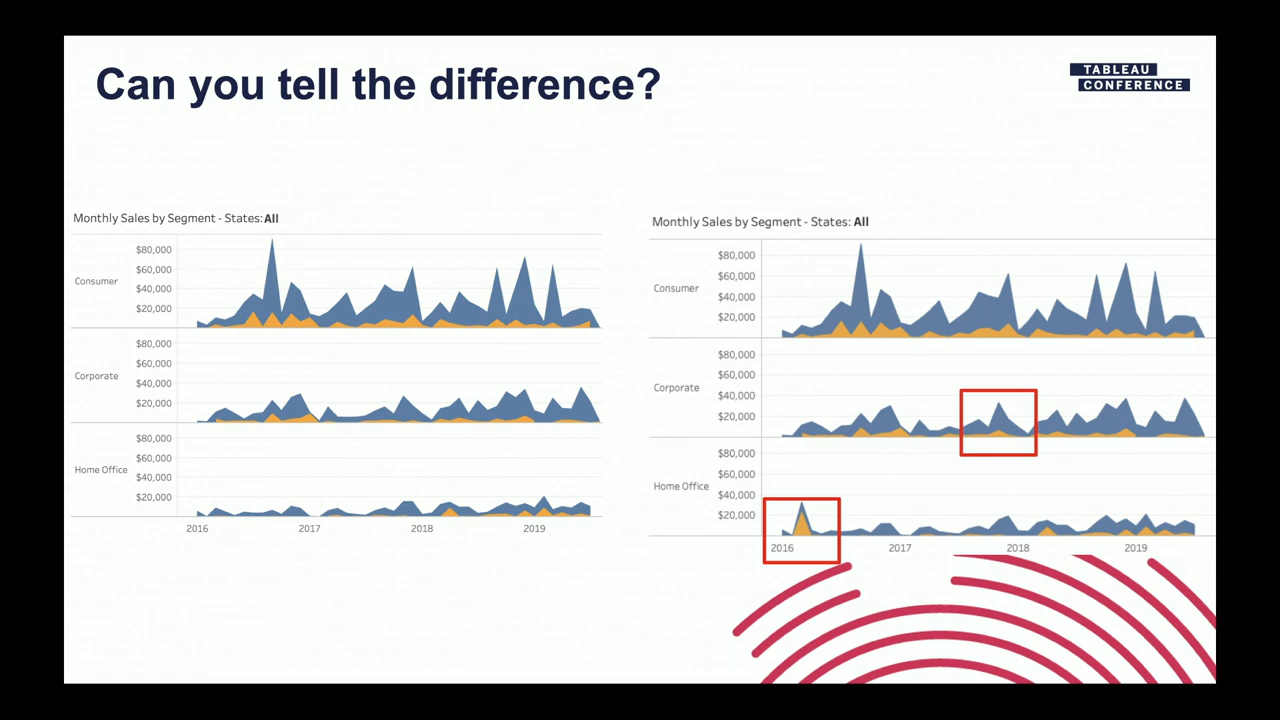 Can you tell the difference?
TABLEAU
CONFERENCE
Monthly Sales by Segment - States: All
Consumer
$80,000
$60,000
$40,000
$20,000
Corporate
$80,000
$60,000
$40,000
$20,000
Home Office
$80,000
$60,000
$40,000
$20,000
2016 2017 2018 2019
Monthly Sales by Segment - States: All
Consumer
$80,000
$60,000
$40,000
$20,000
Corporate
$80,000
$60,000
$40,000
$20,000
Home Office
$80,000
$60,000
$40,000
$20,000
2016 2017 2018 2019